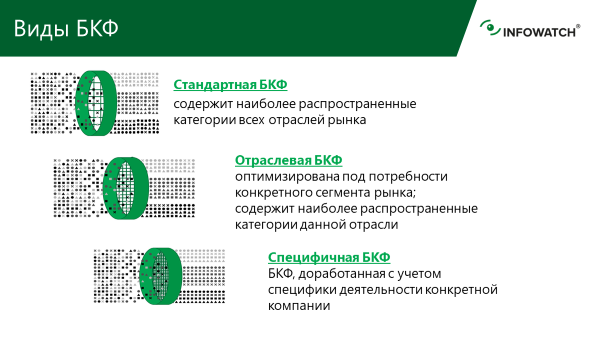 Виды БКФ
INFOWATCH®
Стандартная БКФ
содержит наиболее распространенные
категории всех отраслей рынка
Отраслевая БКФ
оптимизирована под потребности
конкретного сегмента рынка;
содержит наиболее распространенные
категории данной отрасли
Специфичная БКФ
БКФ, доработанная с учетом
специфики деятельности конкретной
компании